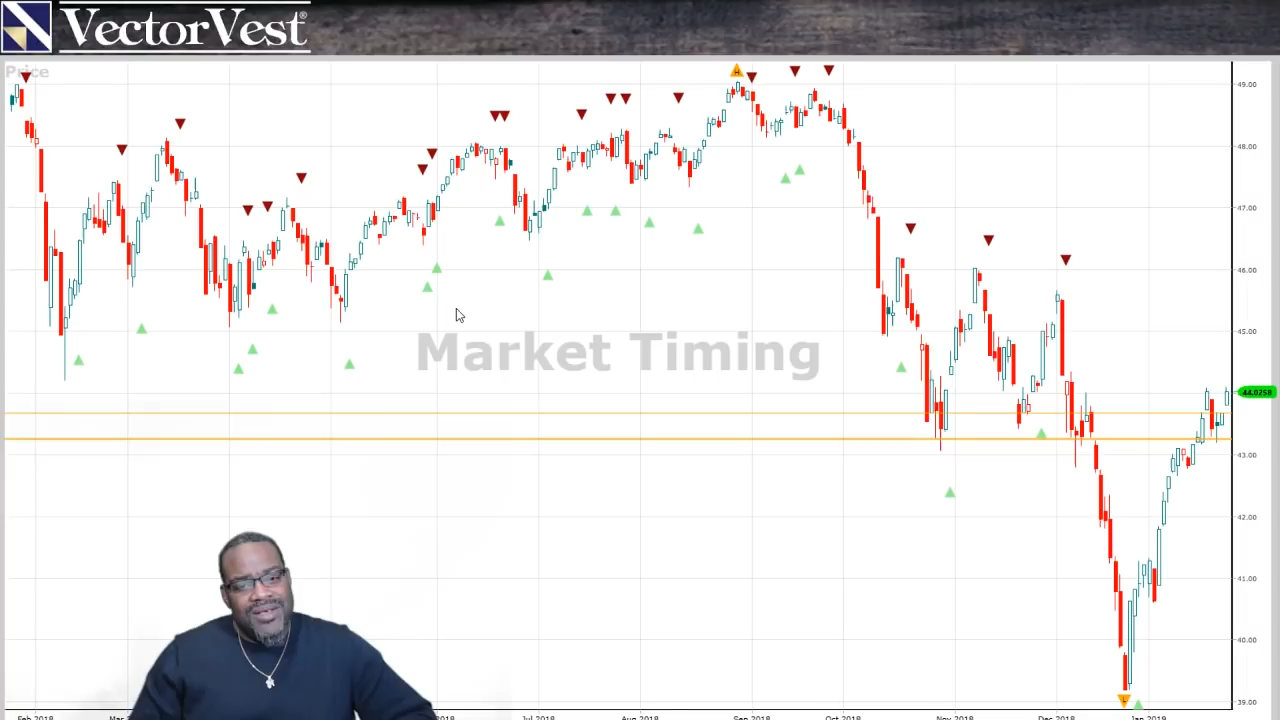 VectorVest®
Price
49.00
48.00
47.00
46.00
45.00
Market Timing
44.0258
43.00
42.00
41.00
40.00
39.00
H
L
Feb 2018
Mar
2018
Jul 2018
Aug 2018
Sep 2018
Oct 2018
Nov 2018
Dec 2018
Jan 2019